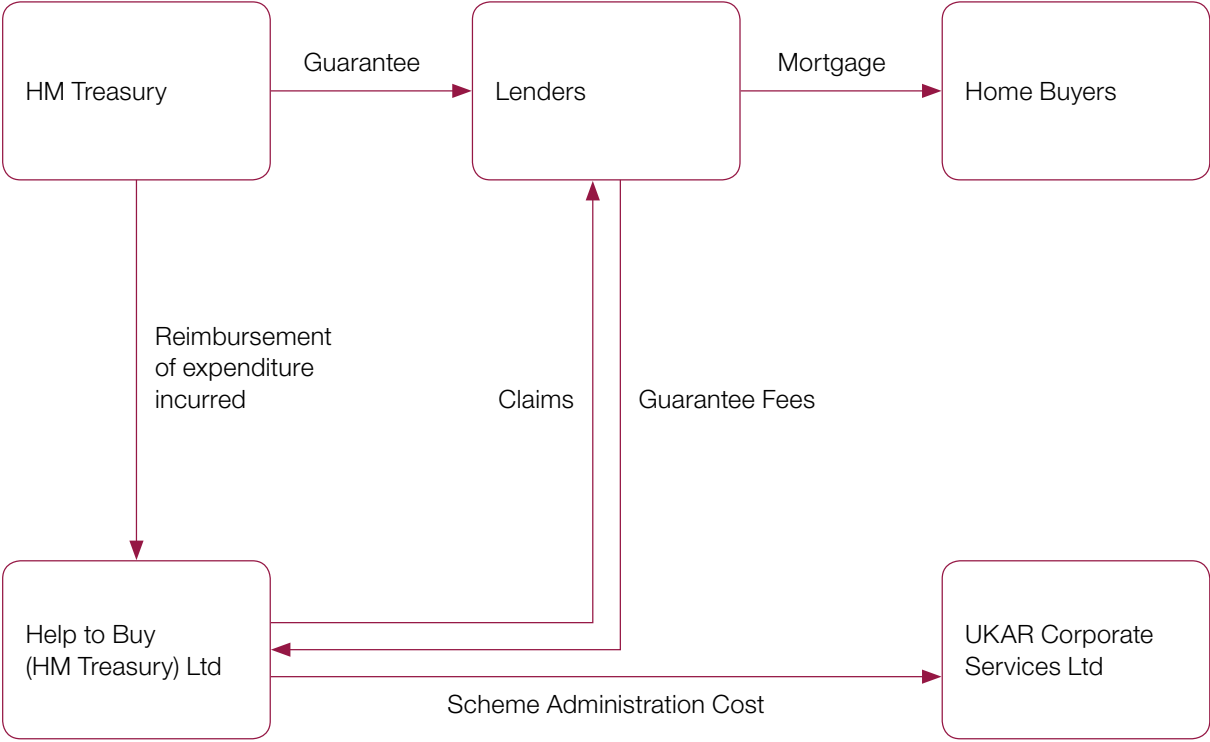 HM Treasury
Guarantee
Lenders
Mortgage
Home Buyers
Reimbursement
of expenditure
incurred
Claims
Guarantee Fees
Help to Buy
(HM Treasury) Ltd
Scheme Administration Cost
UKAR Corporate
Services Ltd